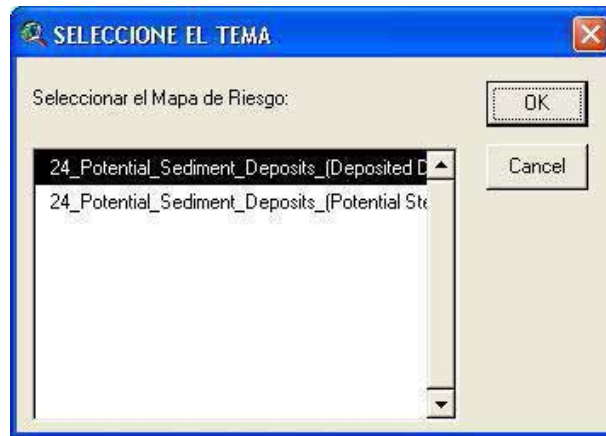 SELECCIONE EL TEMA
Seleccionar el Mapa de Riesgo:
OK
24_Potential_Sediment_Deposits_(Deposited D
Cancel
24_Potential_Sediment_Deposits_(Potential Ste